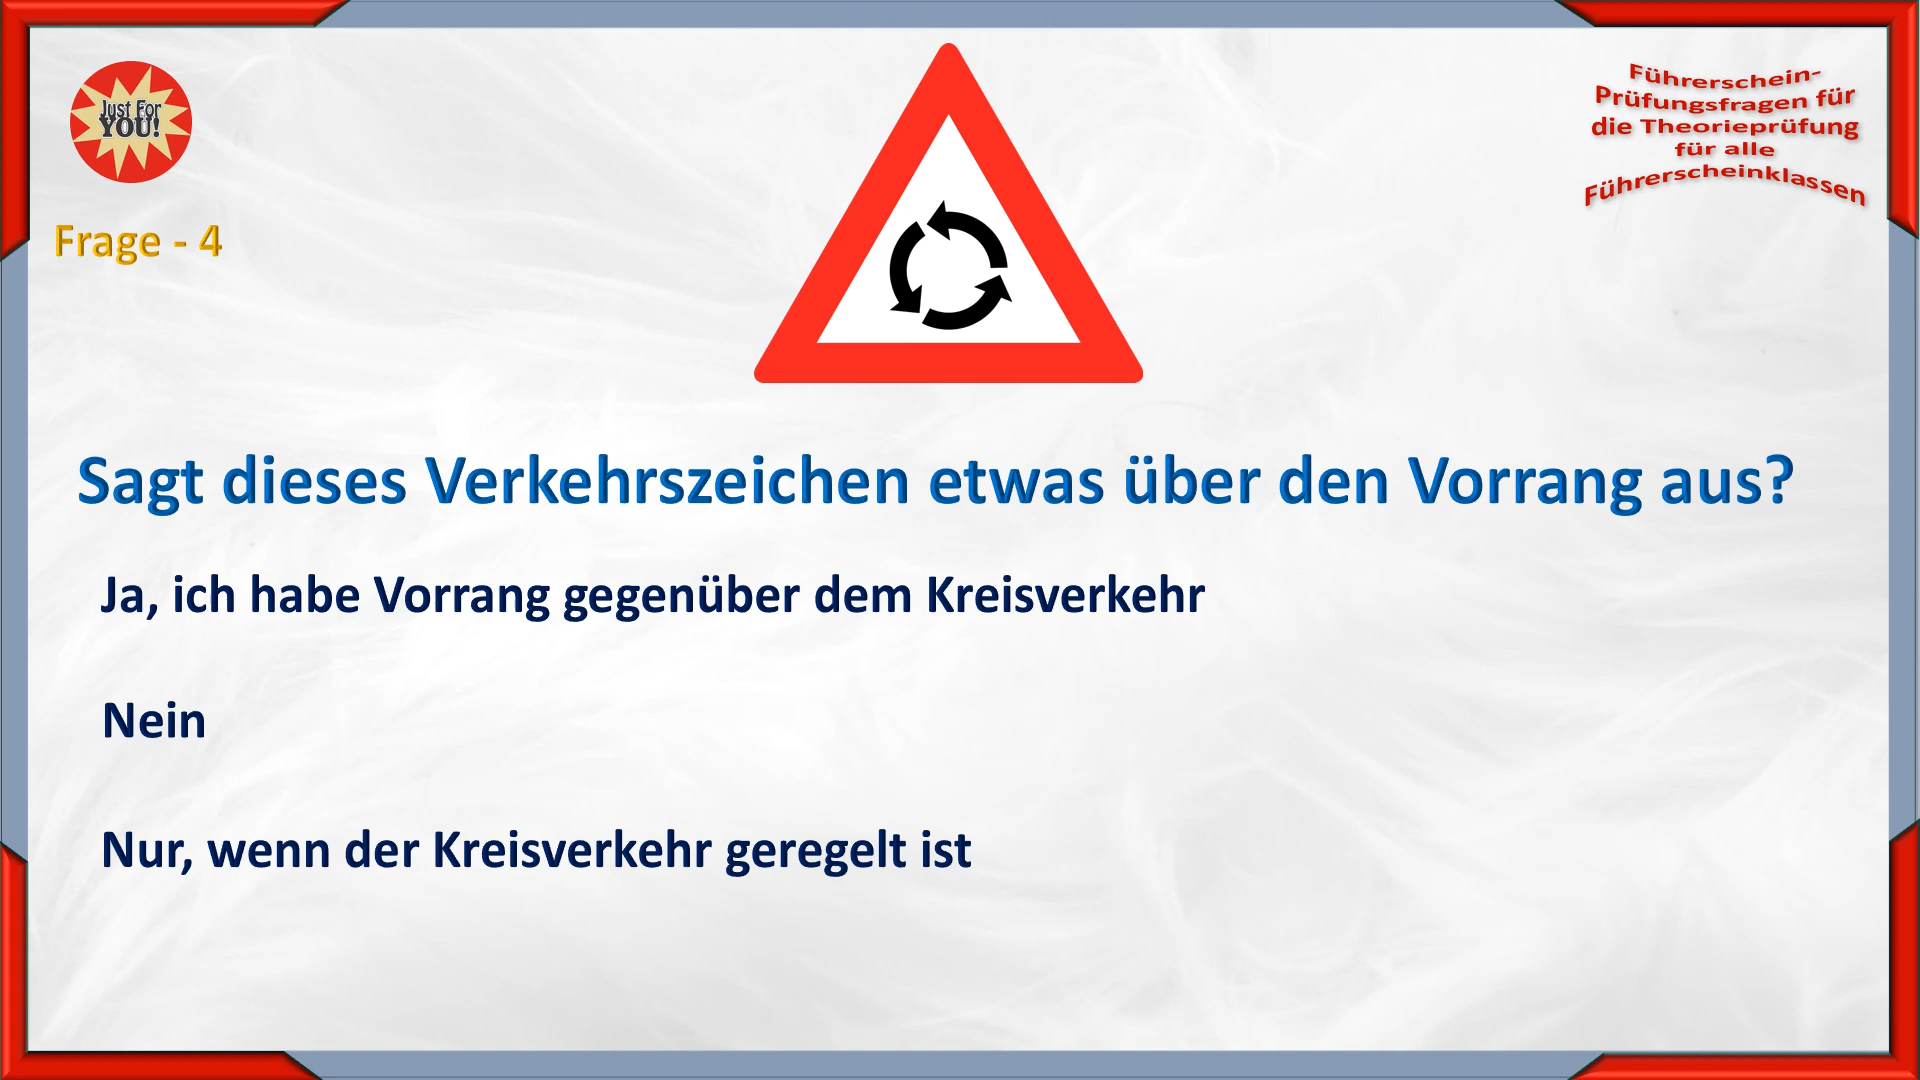 Just For
YOU!
Führerschein-
Prüfungsfragen für
die Theorieprüfung
für alle
Führerscheinklassen
Frage - 4
Sagt dieses Verkehrszeichen etwas über den Vorrang aus?
Ja, ich habe Vorrang gegenüber dem Kreisverkehr
Nein
Nur, wenn der Kreisverkehr geregelt ist